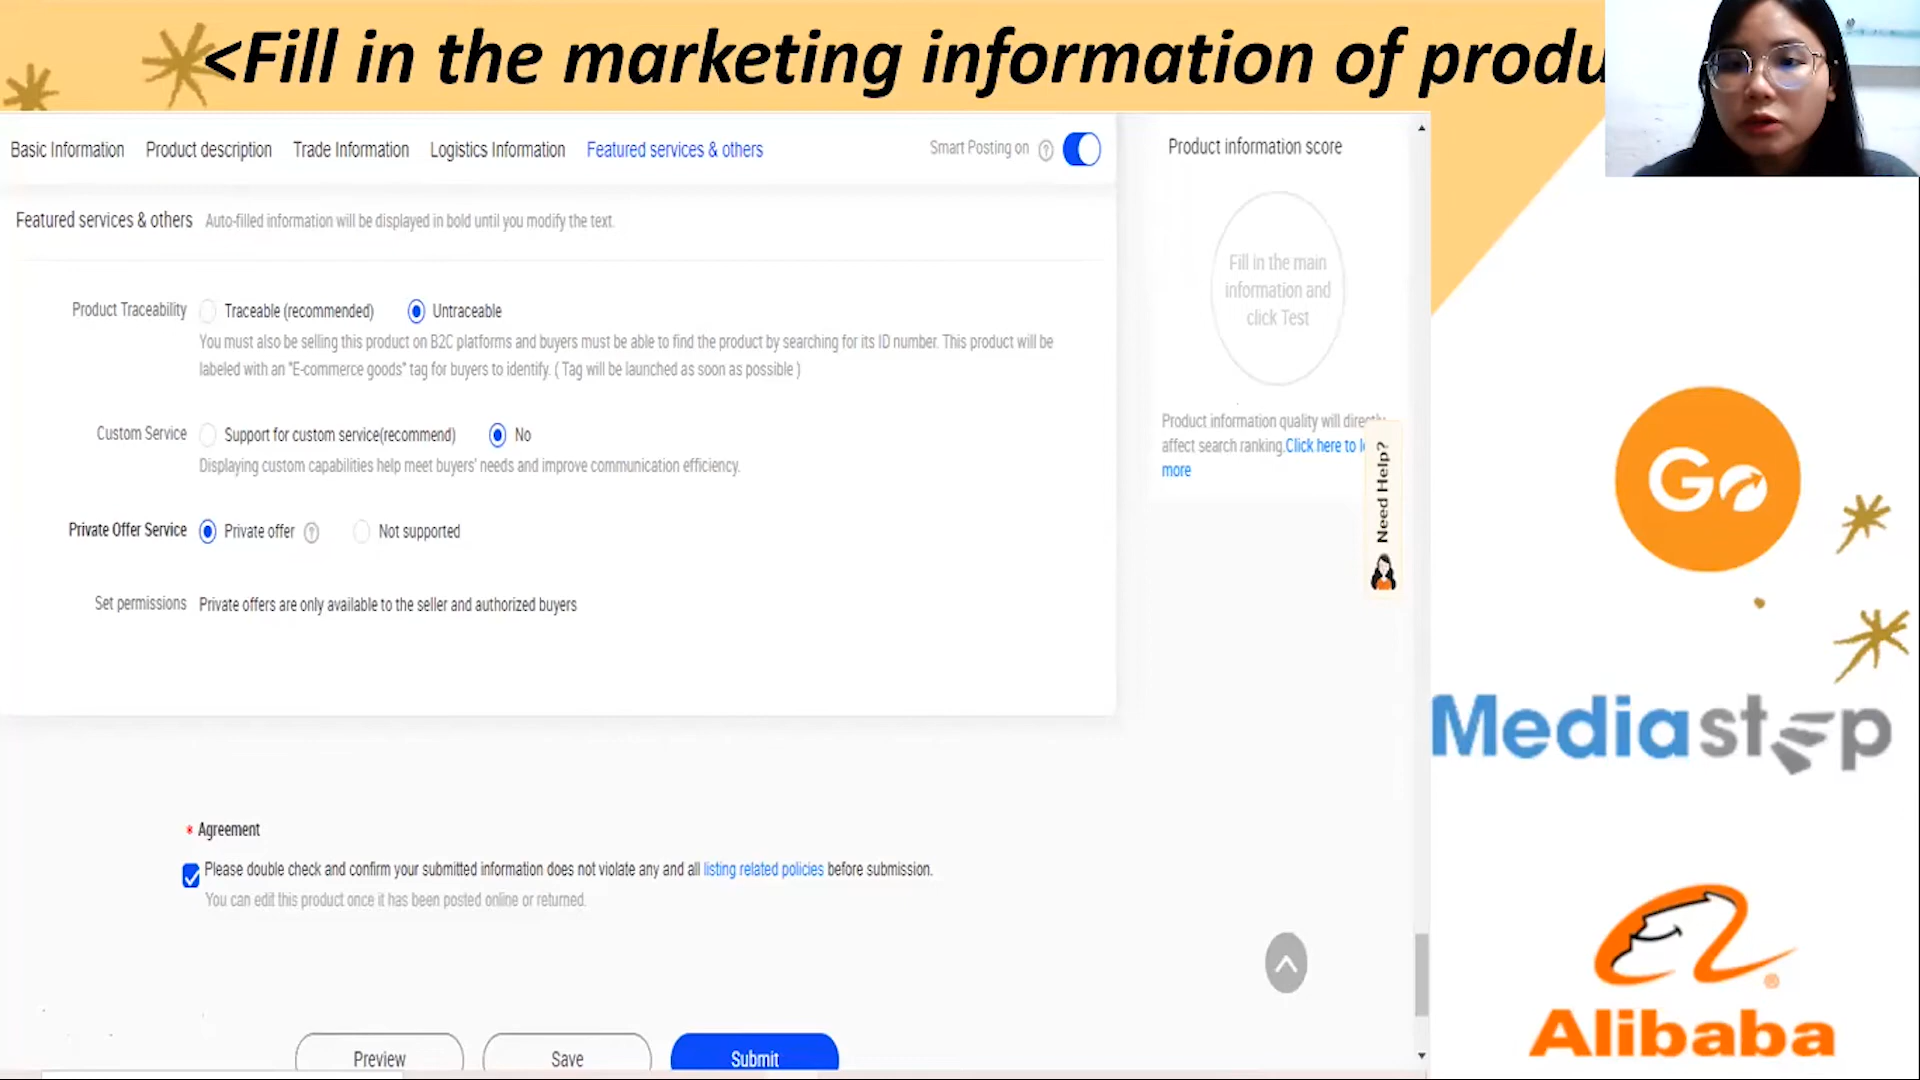 <Fill in the marketing information of produ
Basic Information Product description Trade Information Logistics Information Featured services & others Smart Posting on ?
Product information score
Featured services & others Auto-filled information will be displayed in bold until you modify the text.
Fill in the main
information and
click Test
Product Traceability Traceable (recommended) Untraceable
You must also be selling this product on B2C platforms and buyers must be able to find the product by searching for its ID number. This product will be
labeled with an "E-commerce goods" tag for buyers to identify. ( Tag will be launched as soon as possible )
Product information quality will directly
affect search ranking.Click here to l
more
Need Help?
Custom Service Support for custom service(recommend) No
Displaying custom capabilities help meet buyers' needs and improve communication efficiency.
Private Offer Service Private offer ? Not supported
Set permissions Private offers are only available to the seller and authorized buyers
* Agreement
Please double check and confirm your submitted information does not violate any and all listing related policies before submission.
You can edit this product once it has been posted online or returned.
Preview Save Submit
Go
Mediastep
Alibaba